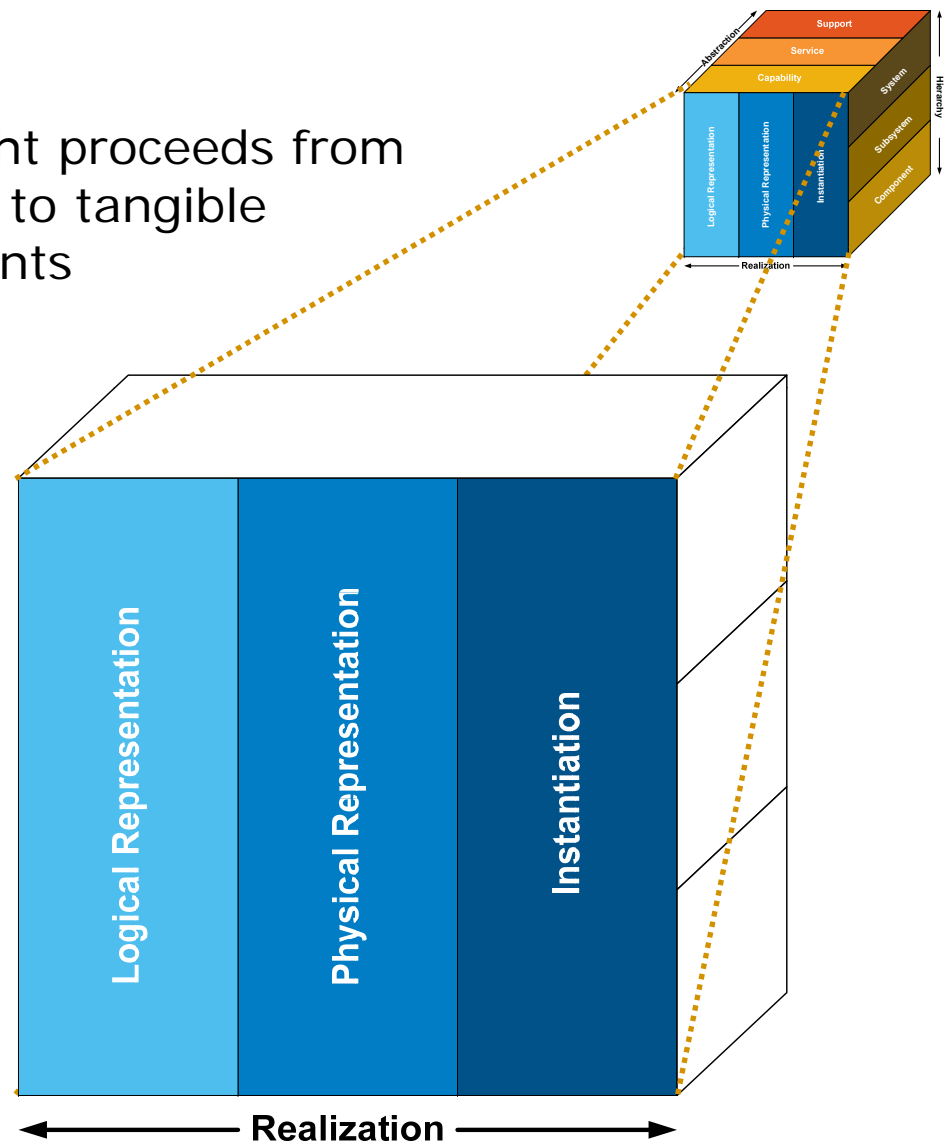 nt proceeds from
to tangible
nts
Abstraction
Support
Service
Capability
System
Subsystem
Component
Hierarchy
Logical Representation
Physical Representation
Instantiation
Realization
Logical Representation
Physical Representation
Instantiation
Realization